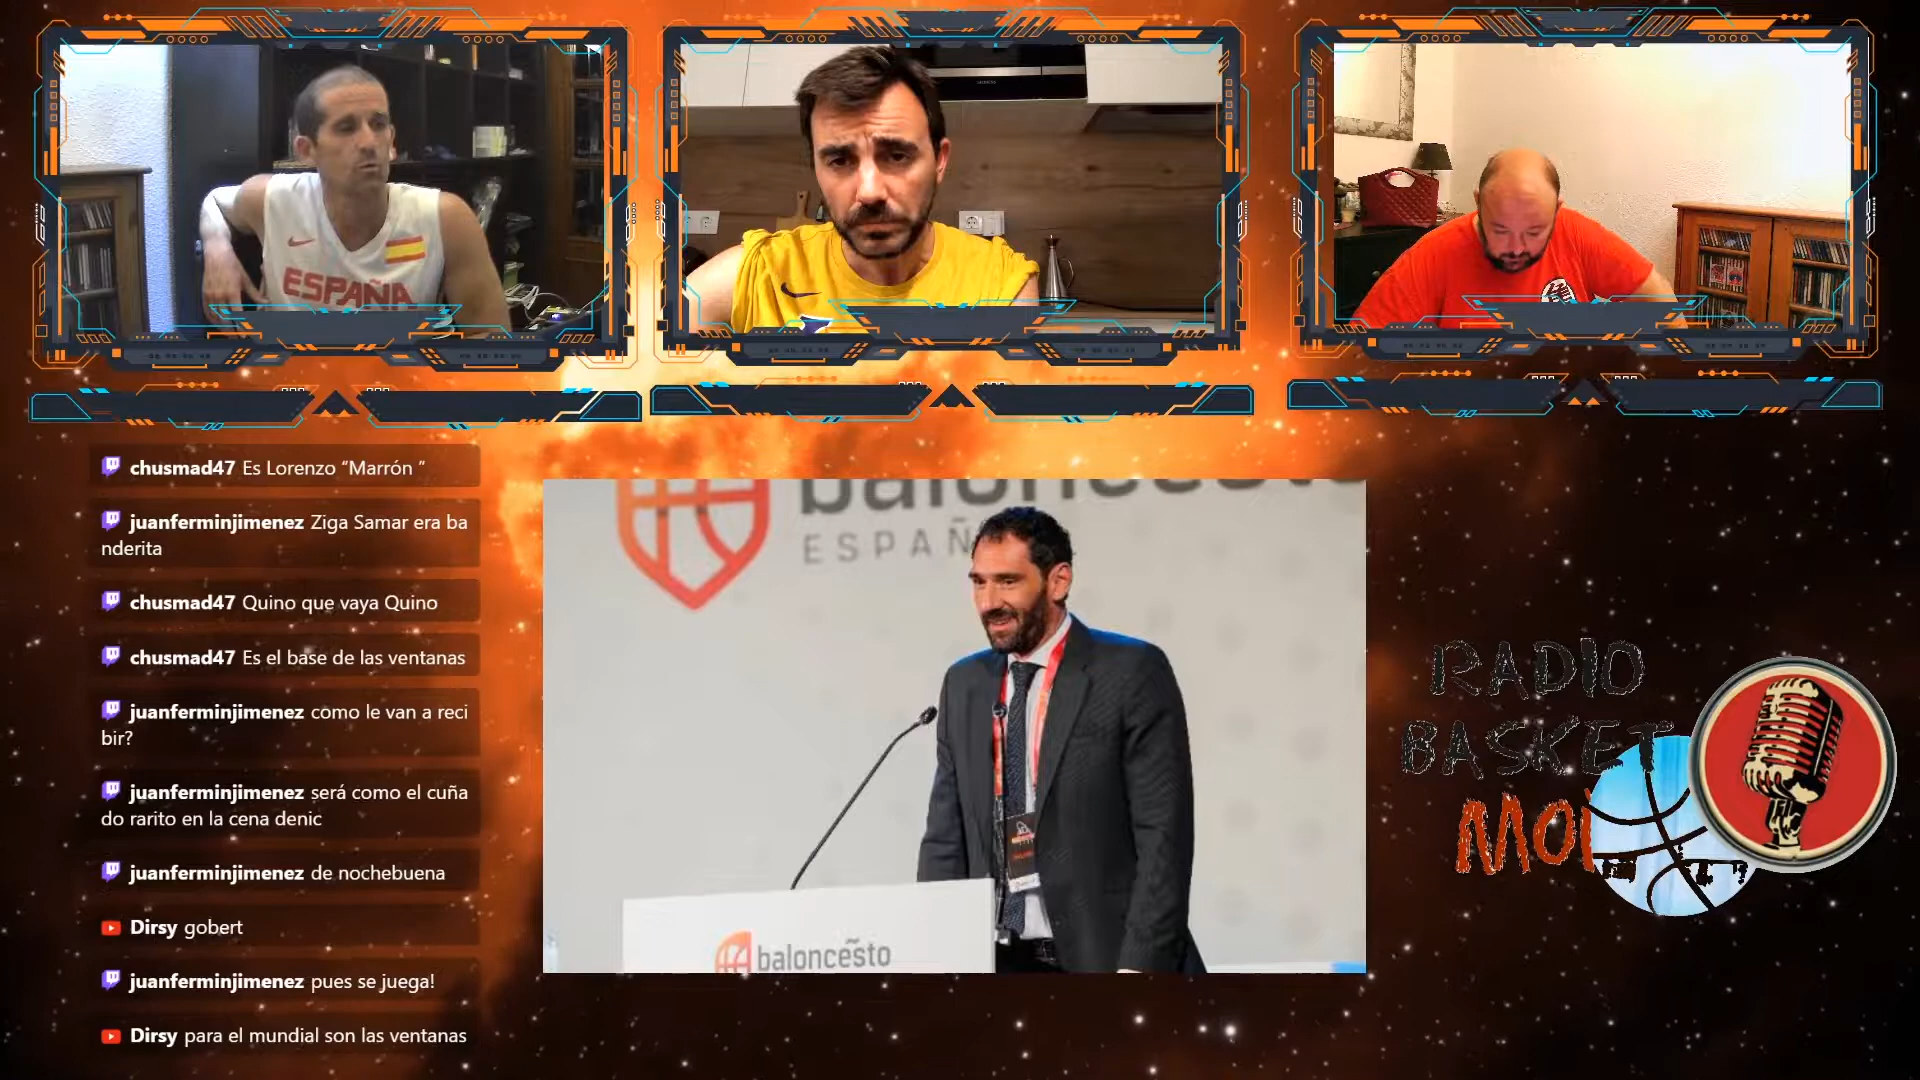 ESPAÑA
chusmad47 Es Lorenzo “Marrón ”
juanferminjimenez Ziga Samar era ba
nderita
chusmad47 Quino que vaya Quino
chusmad47 Es el base de las ventanas
juanferminjimenez como le van a reci
bir?
juanferminjimenez será como el cuña
do rarito en la cena denic
juanferminjimenez de nochebuena
Dirsy gobert
juanferminjimenez pues se juega!
Dirsy para el mundial son las ventanas
baloncesto
ESPAÑ
baloncesto
RADIO
BASKET
MOi